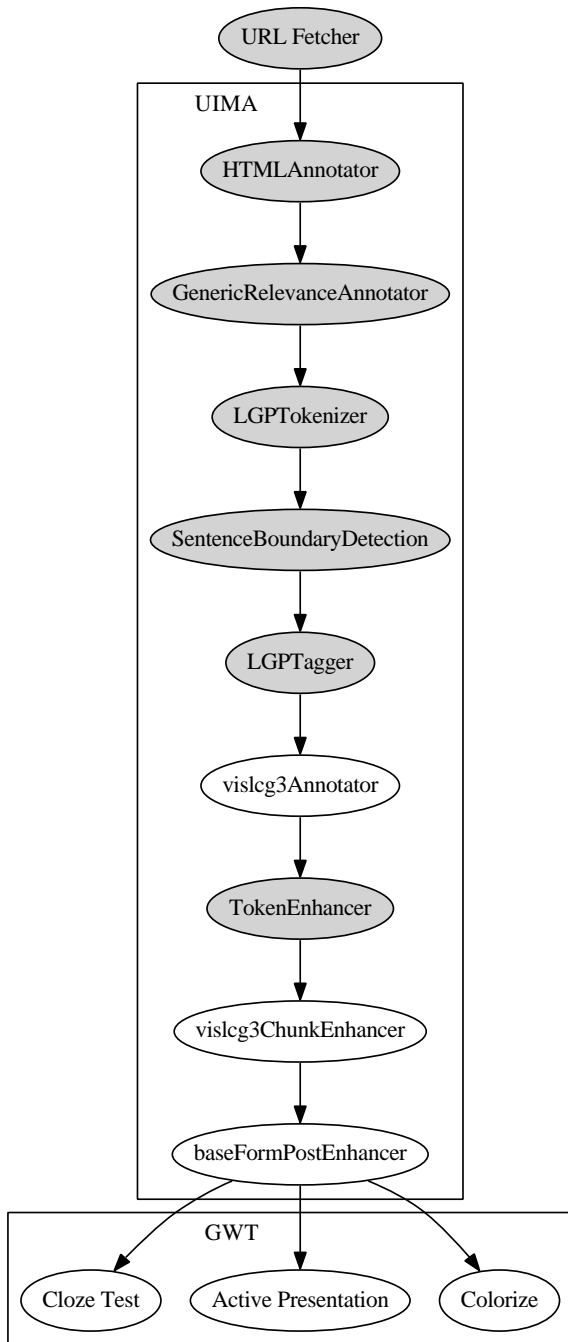 URL Fetcher
UIMA
HTMLAnnotator
GenericRelevanceAnnotator
LGPTokenizer
SentenceBoundaryDetection
LGPTagger
vislcg3Annotator
TokenEnhancer
vislcg3ChunkEnhancer
baseFormPostEnhancer
GWT
Cloze Test
Active Presentation
Colorize